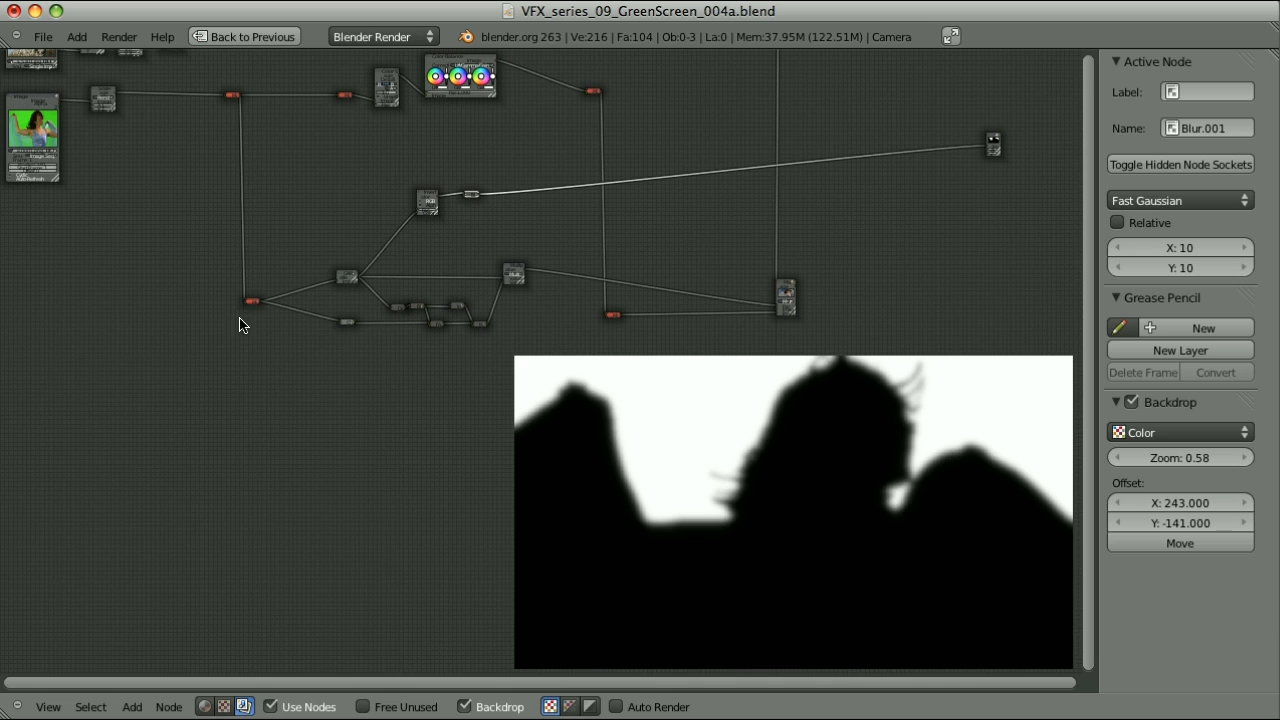 VFX_series_09_GreenScreen_004a.blend
File Add Render Help Back to Previous Blender Render blender.org 263 | Ve:216 | Fa:104 | Ob:0-3 | La:0 | Mem:37.95M (122.51M) | Camera
Active Node
Label:
Name: Blur.001
Toggle Hidden Node Sockets
Fast Gaussian
Relative
X: 10
Y: 10
Grease Pencil
New
New Layer
Delete Frame Convert
Backdrop
Color
Zoom: 0.58
Offset:
X: 243.000
Y: -141.000
Move
View Select Add Node Use Nodes Free Unused Backdrop Auto Render